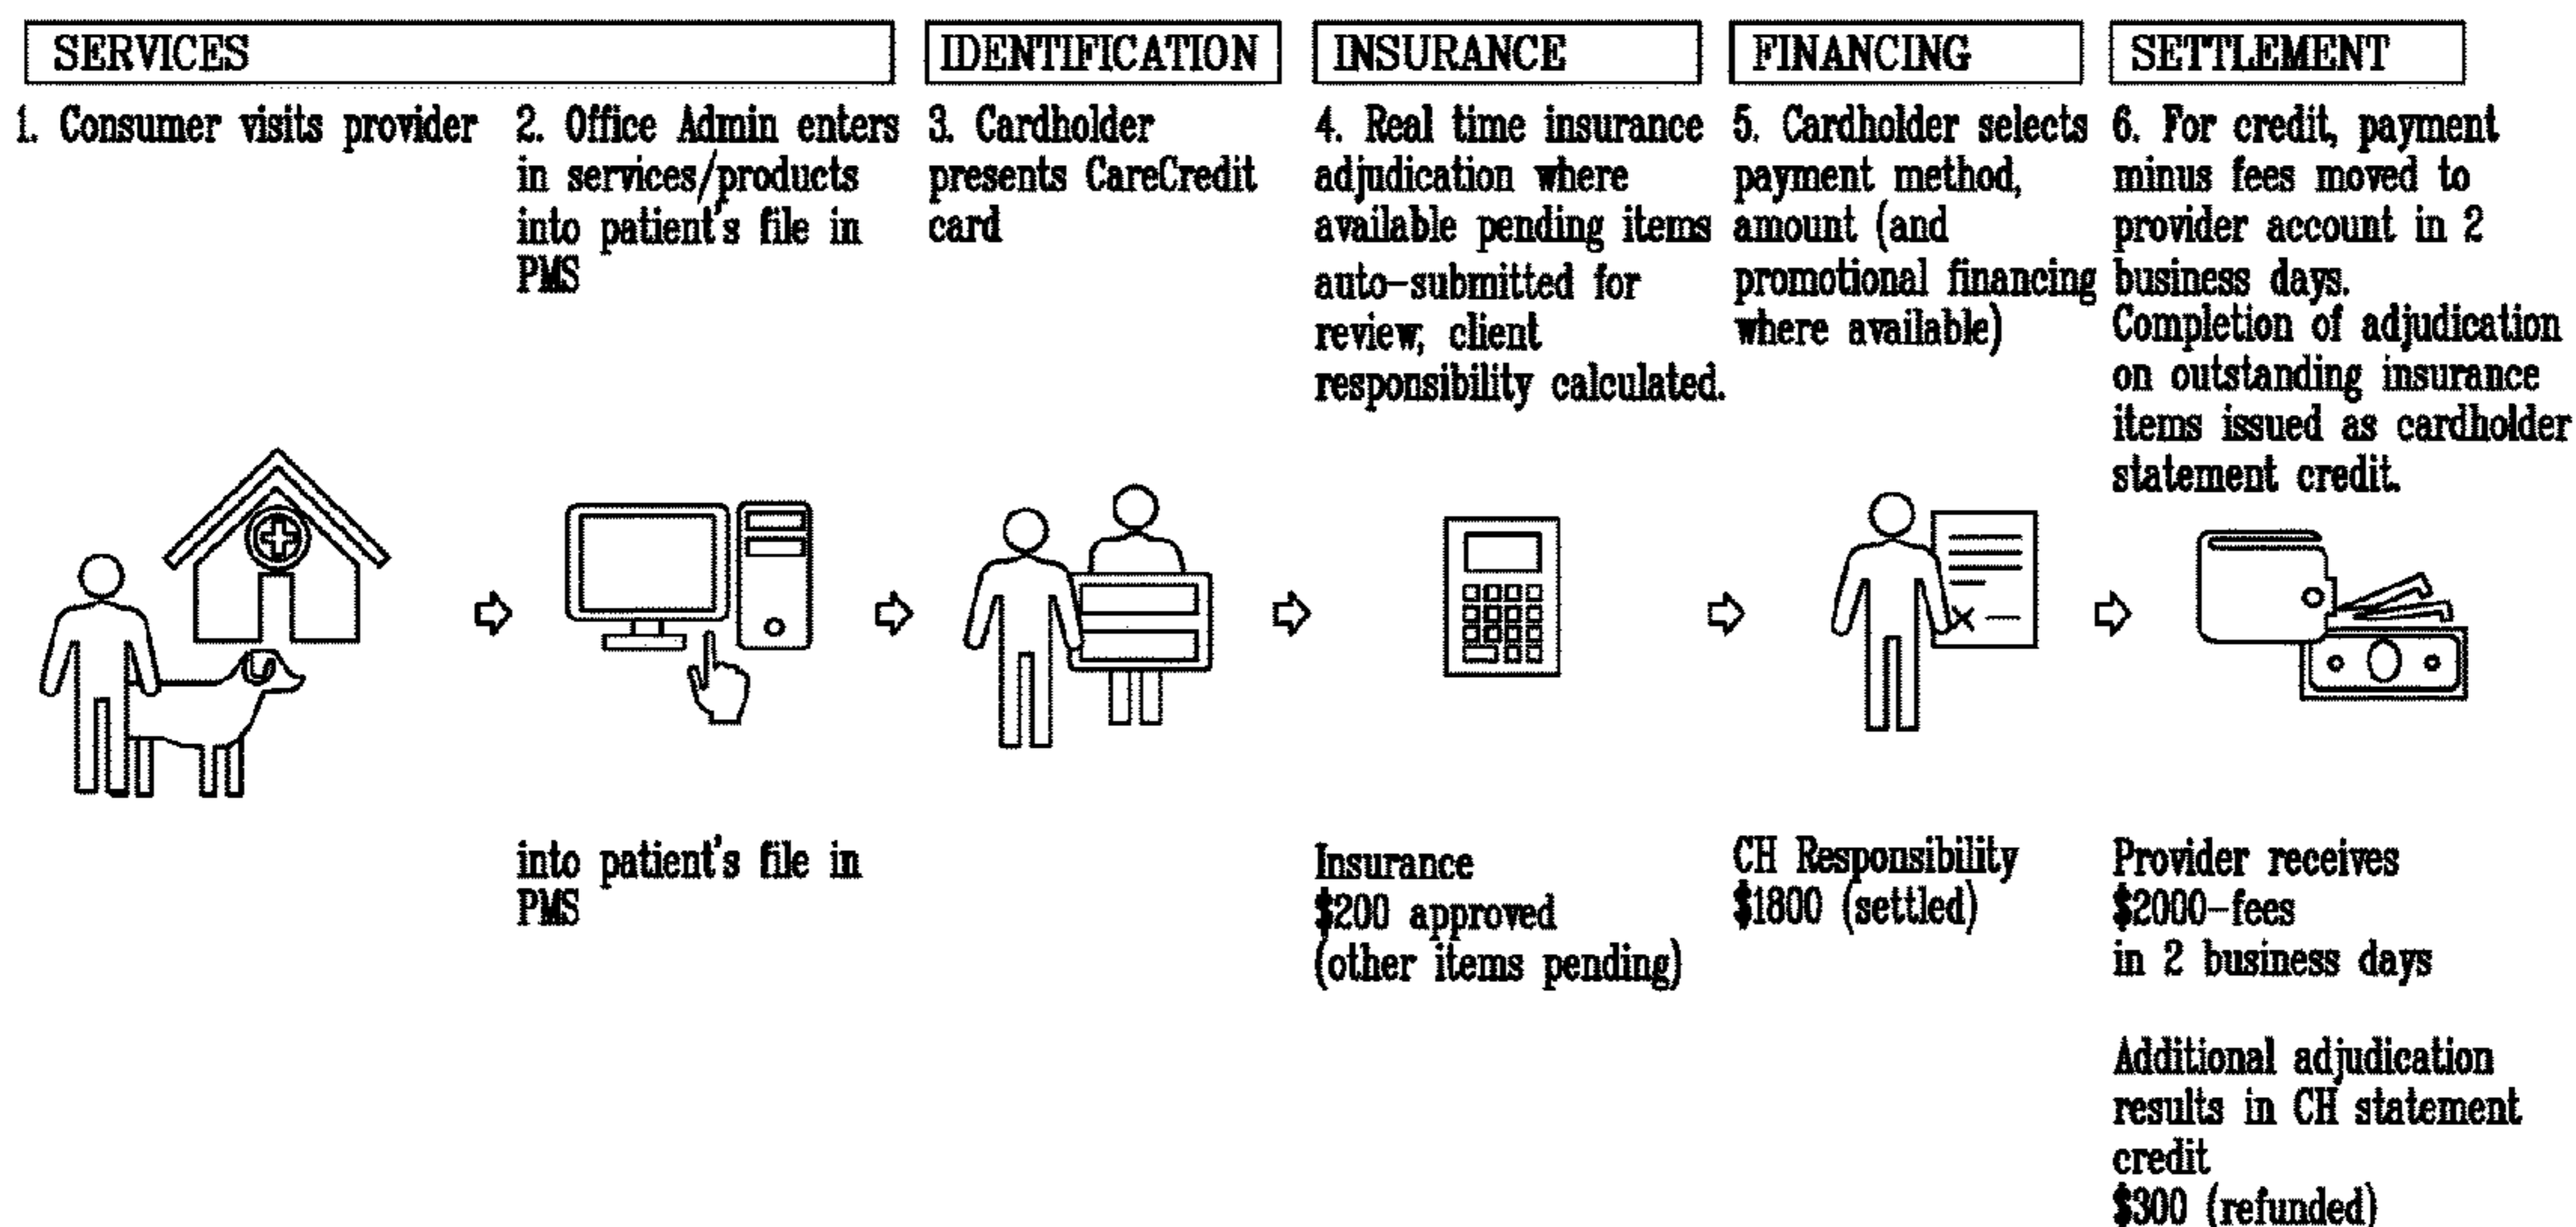 SERVICES
IDENTIFICATION
INSURANCE
FINANCING
SETTLEMENT
1. Consumer visits provider
2. Office Admin enters
in services/products
into patient's file in
PMS
3. Cardholder
presents CareCredit
card
4. Real time insurance
adjudication where
available pending items
auto-submitted for
review, client
responsibility calculated.
5. Cardholder selects
payment method,
amount (and
promotional financing
where available)
6. For credit, payment
minus fees moved to
provider account in 2
business days.
Completion of adjudication
on outstanding insurance
items issued as cardholder
statement credit.
into patient's file in
PMS
Insurance
$200 approved
(other items pending)
CH Responsibility
$1800 (settled)
Provider receives
$2000-fees
in 2 business days
Additional adjudication
results in CH statement
credit
$300 (refunded)